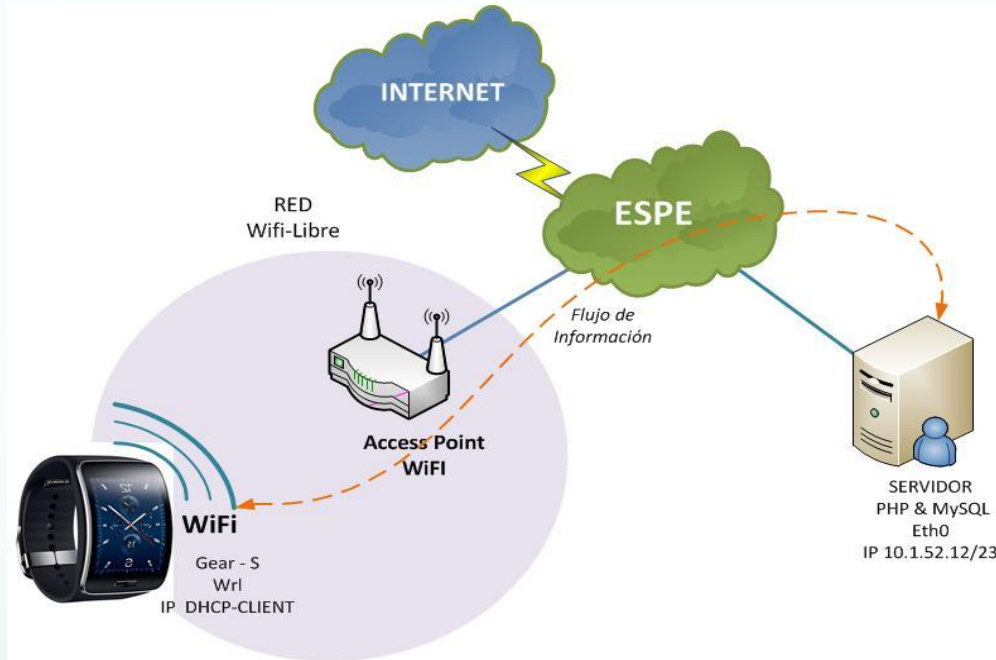 INTERNET
ESPE
RED
Wifi-Libre
Flujo de
Información
Access Point
WiFI
WiFi
Gear - S
Wrl
IP DHCP-CLIENT
SERVIDOR
PHP & MySQL
Eth0
IP 10.1.52.12/23